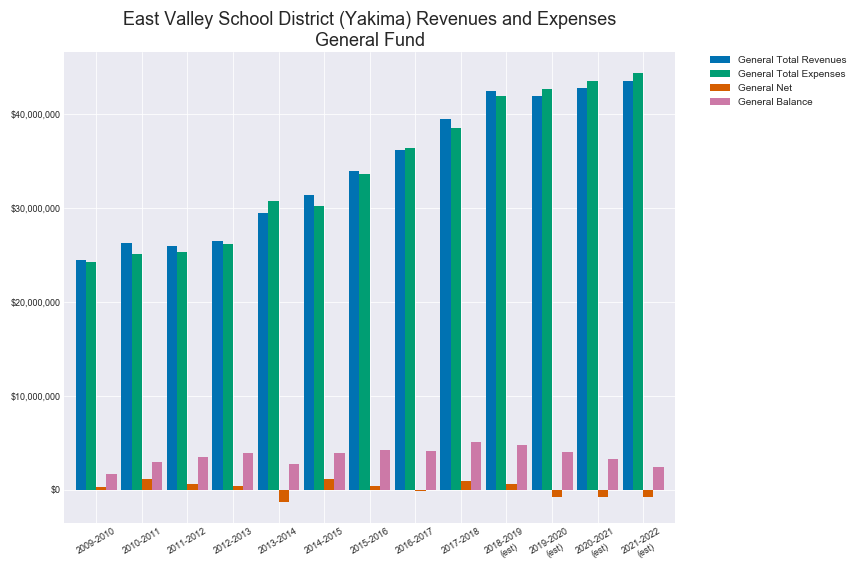 East Valley School District (Yakima) Revenues and Expenses
General Fund
General Total Revenues
General Total Expenses
General Net
General Balance
$40,000,000
$30,000,000
$20,000,000
$10,000,000
$0
2009-2010
2010-2011
2011-2012
2012-2013
2013-2014
2014-2015
2015-2016
2016-2017
2017-2018
2018-2019
(est)
2019-2020
(est)
2020-2021
(est)
2021-2022
(est)